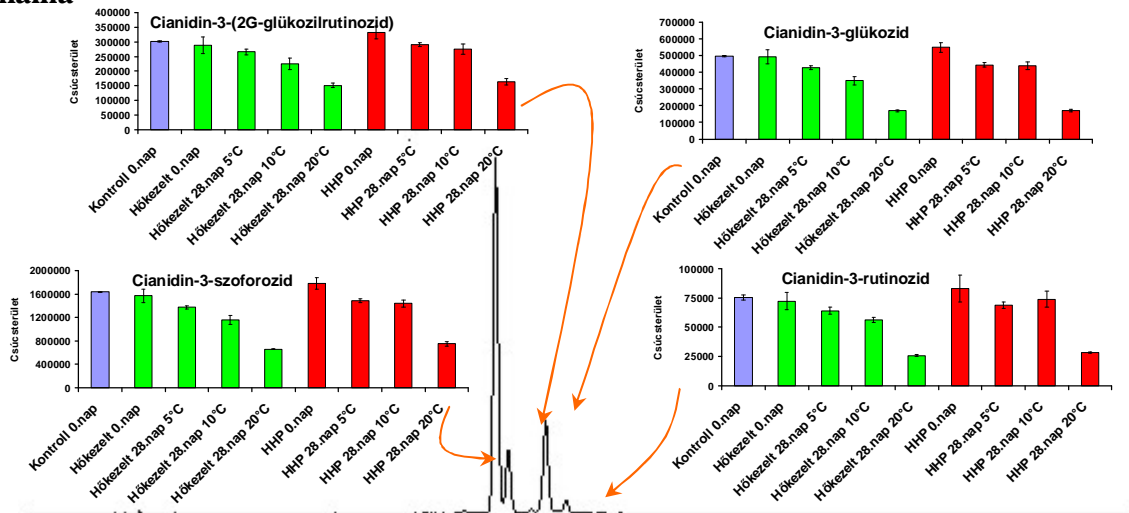 Cianidin-3-(2G-glükozilrutinozid)
Csúcsterület
400000
350000
300000
250000
200000
150000
100000
50000
0
Kontroll 0.nap
Hőkezelt 0.nap
Hőkezelt 28.nap 5°C
Hőkezelt 28.nap 10°C
Hőkezelt 28.nap 20°C
HHP 0.nap
HHP 28.nap 5°C
HHP 28.nap 10°C
HHP 28.nap 20°C
Cianidin-3-glükozid
Csúcsterület
700000
600000
500000
400000
300000
200000
100000
0
Kontroll 0.nap
Hőkezelt 0.nap
Hőkezelt 28.nap 5°C
Hőkezelt 28.nap 10°C
Hőkezelt 28.nap 20°C
HHP 0.nap
HHP 28.nap 5°C
HHP 28.nap 10°C
HHP 28.nap 20°C
Cianidin-3-szoforozid
Csúcsterület
2000000
1600000
1200000
800000
400000
0
Kontroll 0.nap
Hőkezelt 0.nap
Hőkezelt 28.nap 5°C
Hőkezelt 28.nap 10°C
Hőkezelt 28.nap 20°C
HHP 0.nap
HHP 28.nap 5°C
HHP 28.nap 10°C
HHP 28.nap 20°C
Cianidin-3-rutinozid
Csúcsterület
100000
75000
50000
25000
0
Kontroll 0.nap
Hőkezelt 0.nap
Hőkezelt 28.nap 5°C
Hőkezelt 28.nap 10°C
Hőkezelt 28.nap 20°C
HHP 0.nap
HHP 28.nap 5°C
HHP 28.nap 10°C
HHP 28.nap 20°C